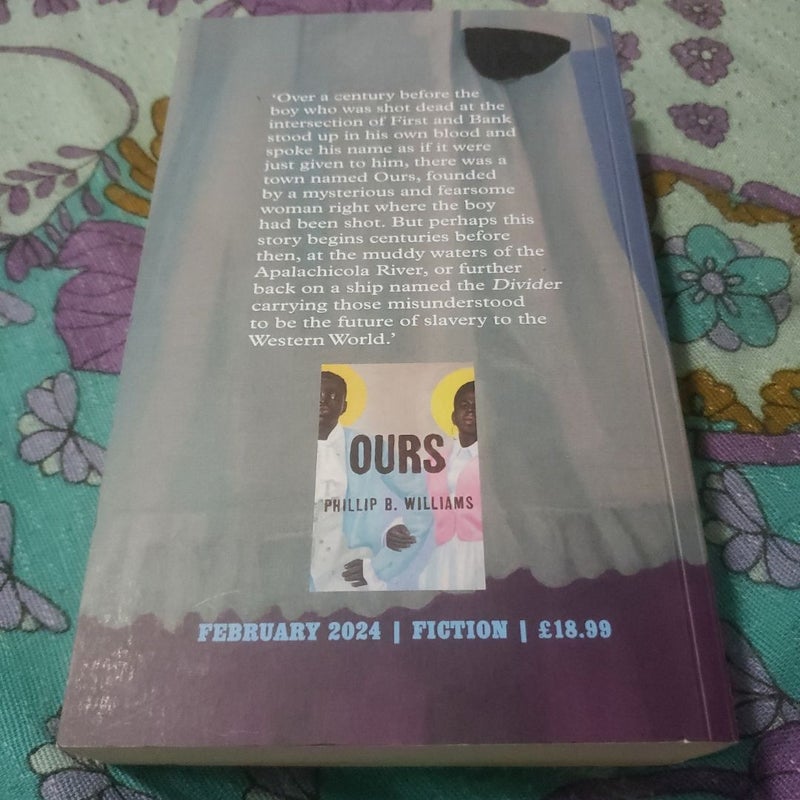 ‘Over a century before the
boy who was shot dead at the
intersection of First and Bank
stood up in his own blood and
spoke his name as if it were
just given to him, there was a
town named Ours, founded
by a mysterious and fearsome
woman right where the boy
had been shot. But perhaps this
story begins centuries before
then, at the muddy waters of the
Apalachicola River, or further
back on a ship named the Divider
carrying those misunderstood
to be the future of slavery to the
Western World.’
OURS
PHILLIP B. WILLIAMS
FEBRUARY 2024 | FICTION | £18.99